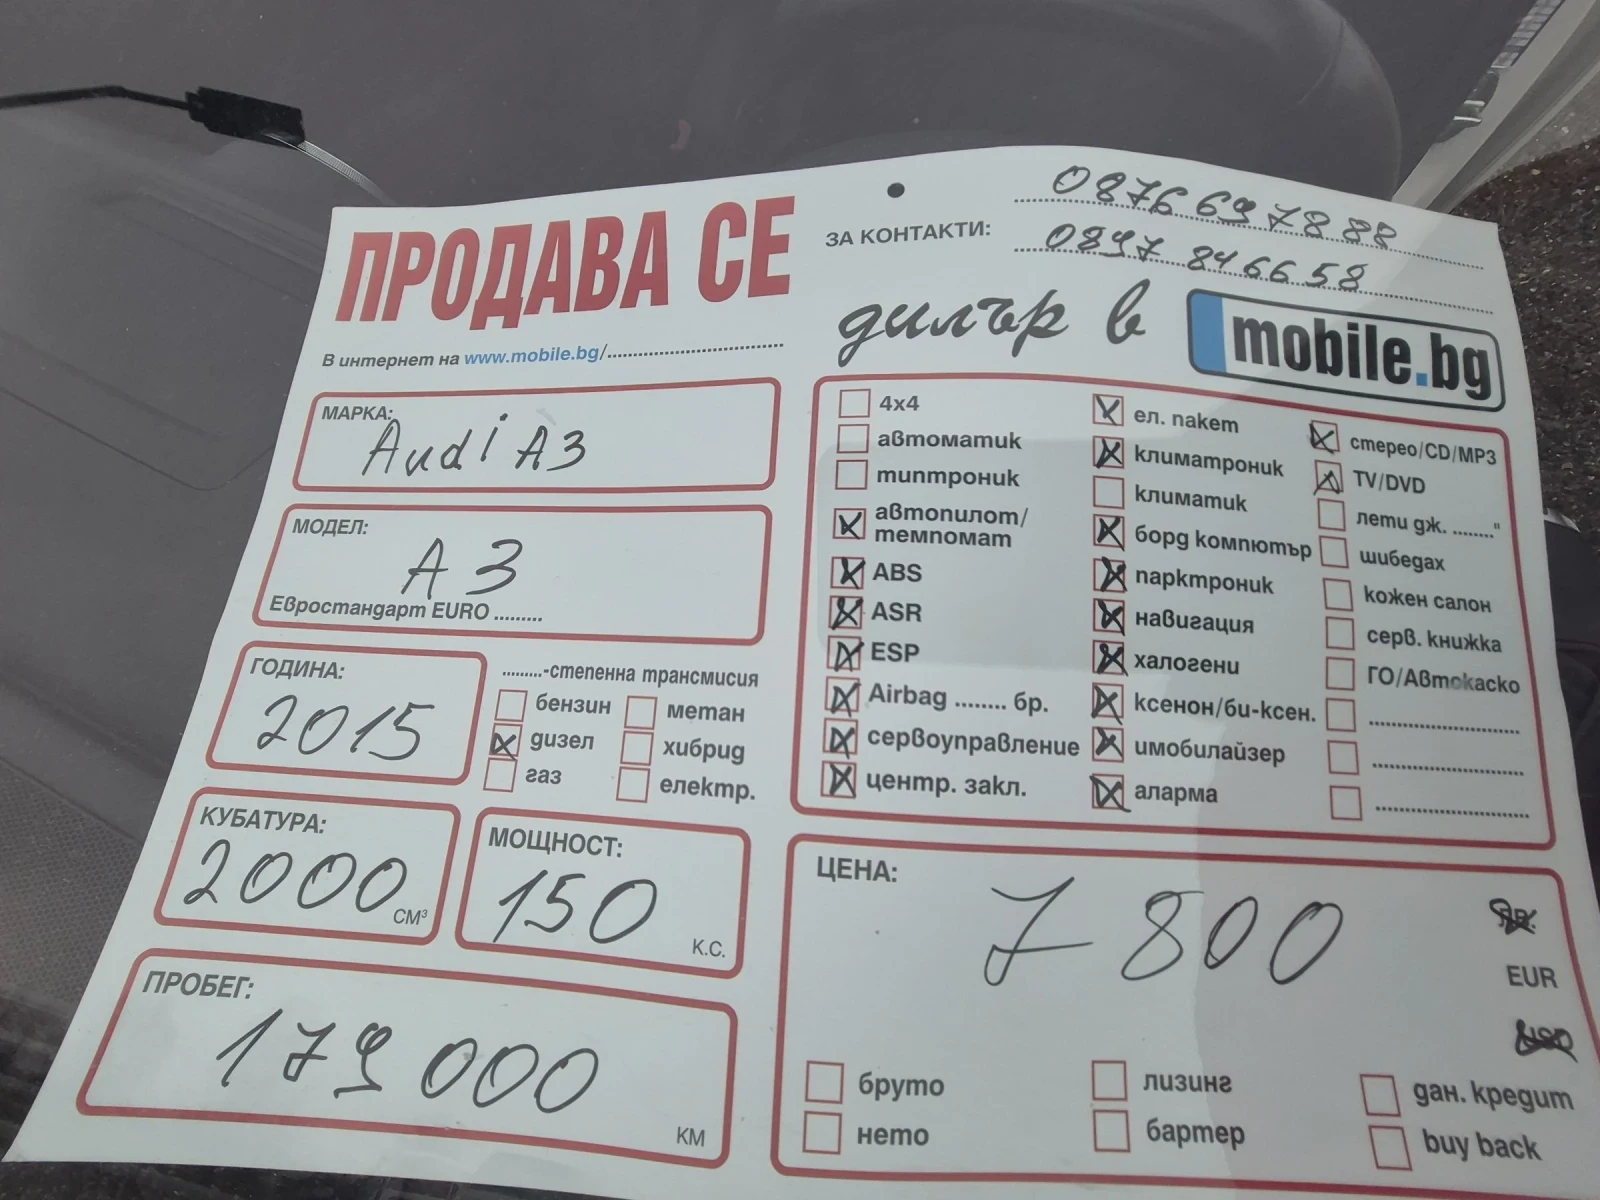 ПРОДАВА СЕ
В интернет на www.mobile.bg/
ЗА КОНТАКТИ:
0876697888
0897 846658
дилър в mobile.bg
МАРКА:
Audi A3
МОДЕЛ:
A3
Евростандарт EURO .........
ГОДИНА:
2015
.........-степенна трансмисия
бензин
метан
дизел
хибрид
газ
електр.
КУБАТУРА:
2000
СМ³
МОЩНОСТ:
150
К.С.
ПРОБЕГ:
179000
КМ
4x4
автоматик
типтроник
автопилот/
темпомат
ABS
ASR
ESP
Airbag ........ бр.
сервоуправление
центр. закл.
ел. пакет
климатроник
климатик
борд компютър
парктроник
навигация
халогени
ксенон/би-ксен.
имобилайзер
аларма
стерео/CD/MP3
TV/DVD
лети дж. ........"
шибедах
кожен салон
серв. книжка
ГО/Автокаско
ЦЕНА:
7800
EUR
бруто
нето
лизинг
бартер
дан. кредит
buy back